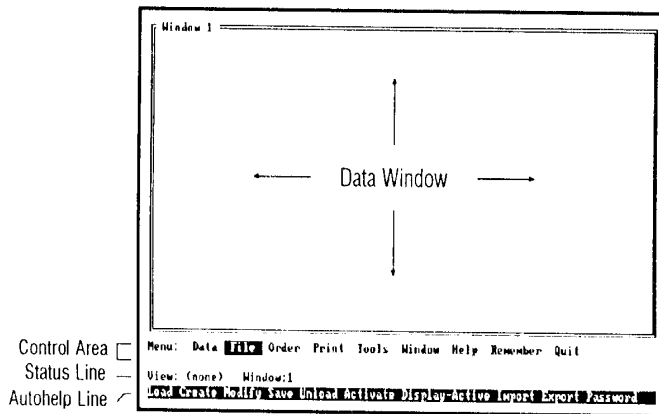 Window 1
Data Window
Control Area
Menu: Data File Order Print Tools Window Help Remember Quit
Status Line
View: (none) Window:1
Autohelp Line
Load Create Modify Save Unload Activate Display-Active Import Export Password